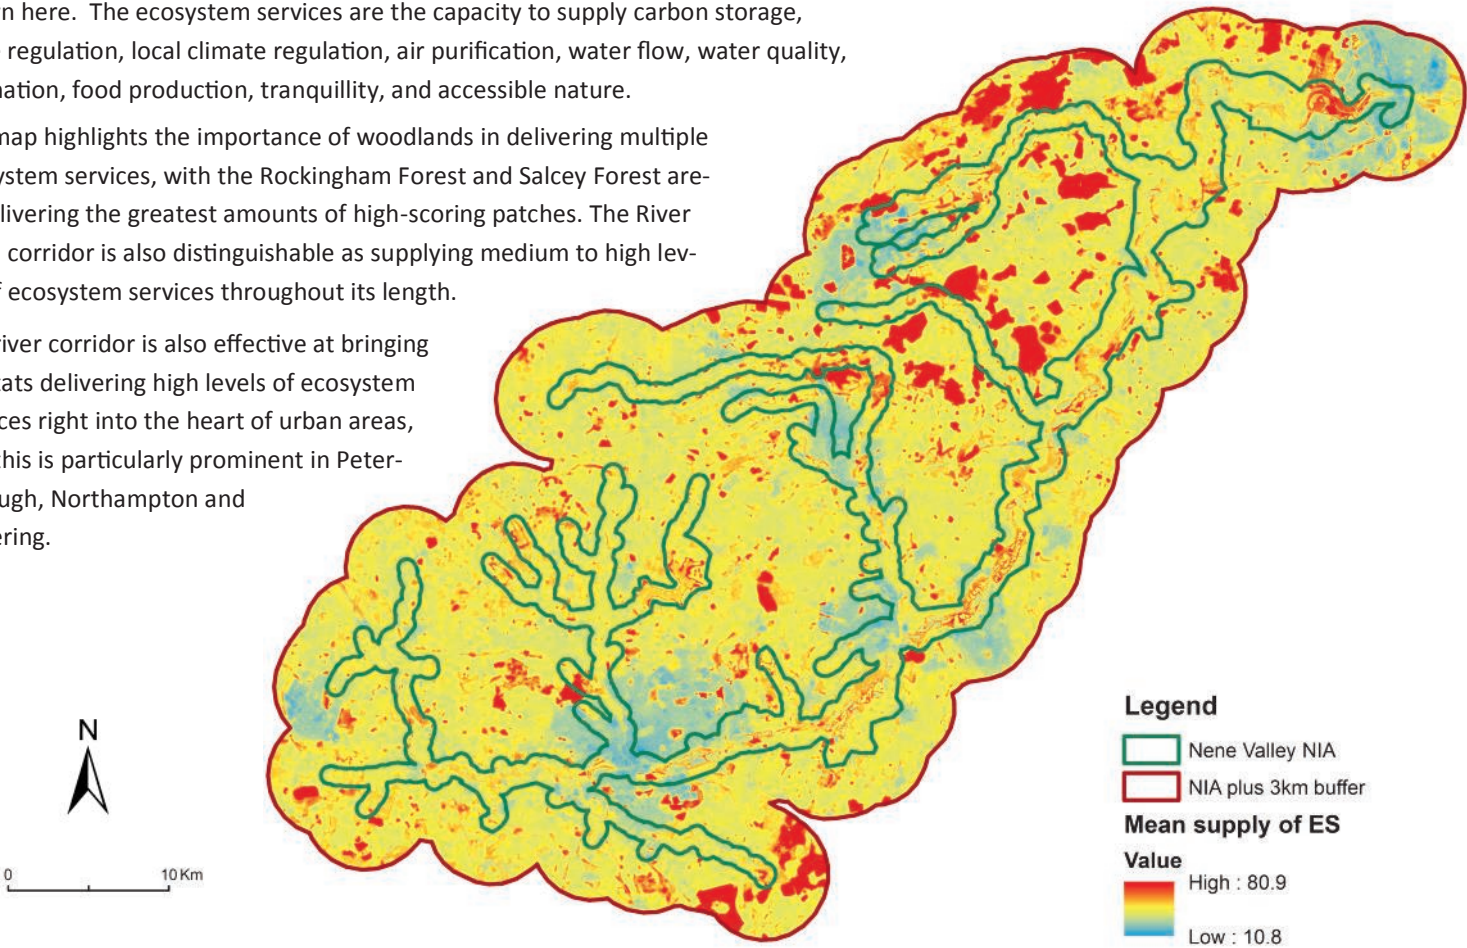 n here. The ecosystem services are the capacity to supply carbon storage,
regulation, local climate regulation, air purification, water flow, water quality,
nation, food production, tranquillity, and accessible nature.
map highlights the importance of woodlands in delivering multiple
ystem services, with the Rockingham Forest and Salcey Forest are-
elivering the greatest amounts of high-scoring patches. The River
corridor is also distinguishable as supplying medium to high lev-
f ecosystem services throughout its length.
river corridor is also effective at bringing
tats delivering high levels of ecosystem
ces right into the heart of urban areas,
this is particularly prominent in Peter-
ugh, Northampton and
ering.
N
0 10 Km
Legend
Nene Valley NIA
NIA plus 3km buffer
Mean supply of ES
Value
High : 80.9
Low : 10.8